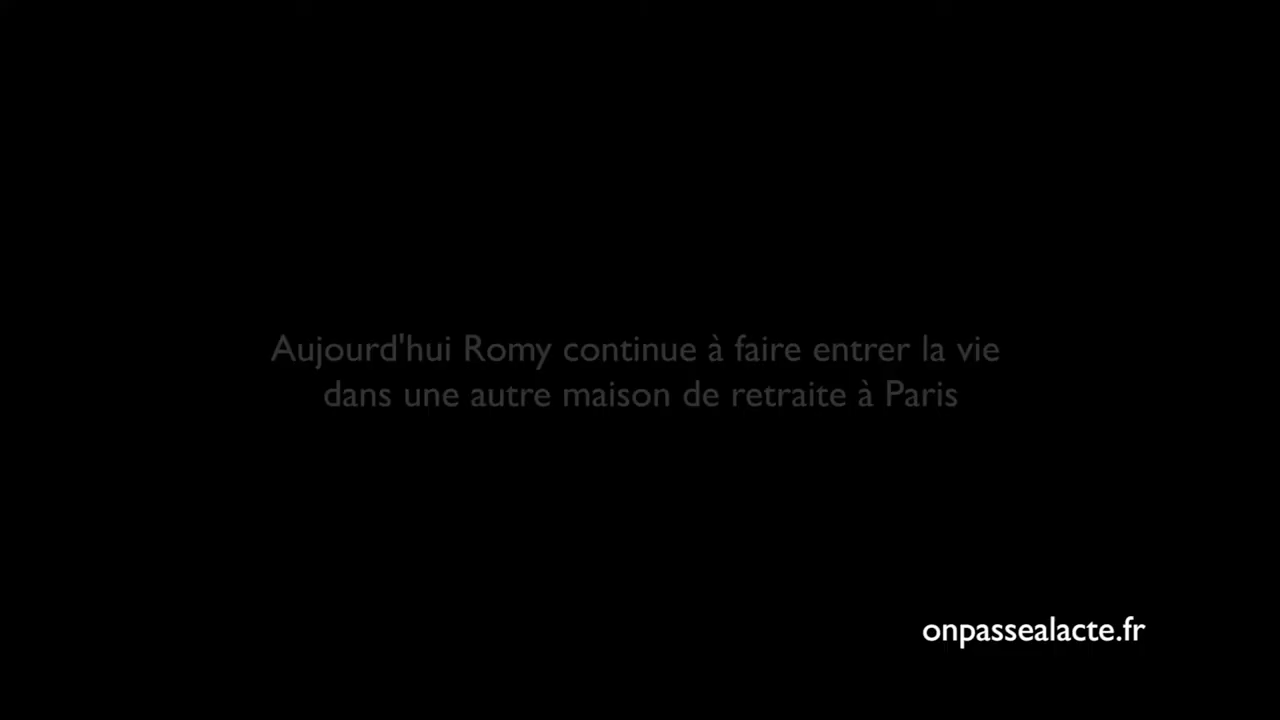 Aujourd'hui Romy continue à faire entrer la vie
dans une autre maison de retraite à Paris
onpassealacte.fr